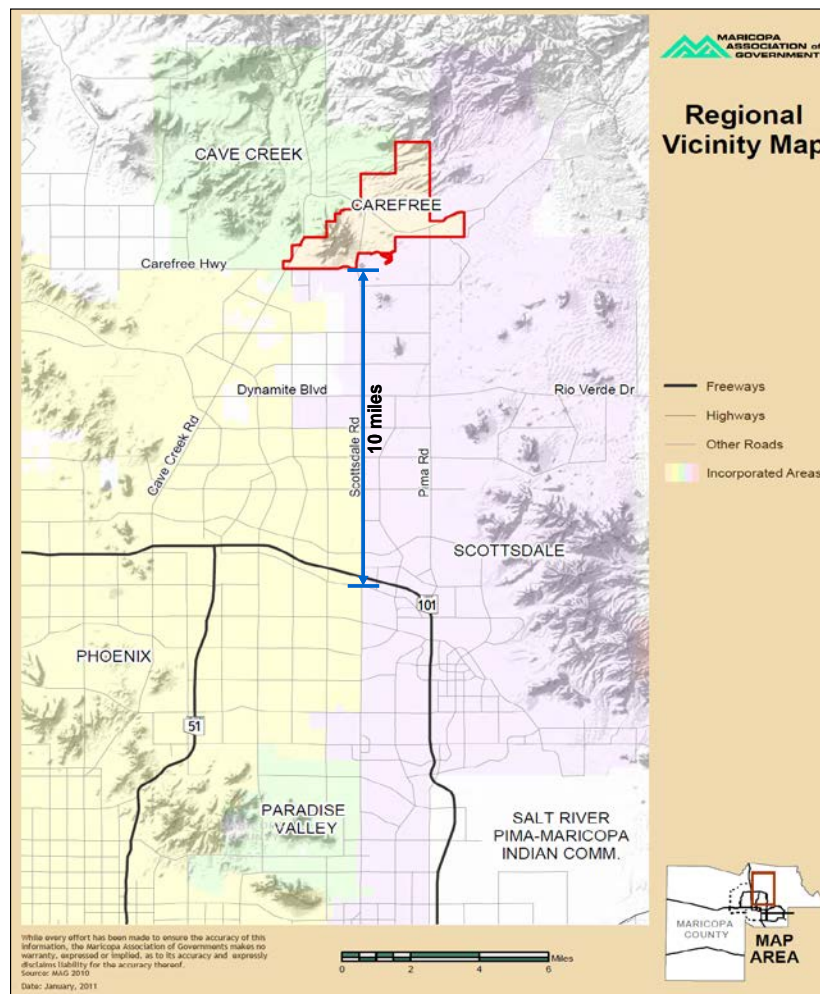 MARICOPA
ASSOCIATION of
GOVERNMENT
Regional
Vicinity Map
CAVE CREEK
CAREFREE
Carefree Hwy
Dynamite Blvd
Rio Verde Dr
Cave Creek Rd
Scottsdale Rd
10 miles
Pima Rd
Freeways
Highways
Other Roads
Incorporated Areas
SCOTTSDALE
101
PHOENIX
51
PARADISE
VALLEY
SALT RIVER
PIMA-MARICOPA
INDIAN COMM.
MARICOPA
COUNTY
MAP
AREA
While every effort has been made to ensure the accuracy of this
information, the Maricopa Association of Governments makes no
warranty, expressed or implied, as to its accuracy and expressly
disclaims liability for the accuracy thereof.
Source: MAG 2010
Date: January, 2011
0 1 2 4 6 Miles